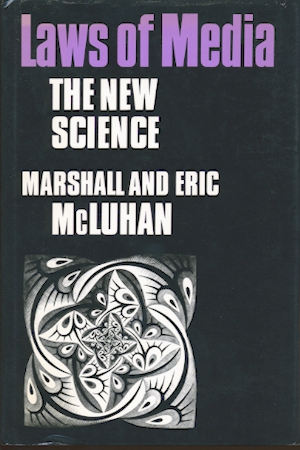 Laws of Media
THE NEW
SCIENCE
MARSHALL AND ERIC
McLUHAN